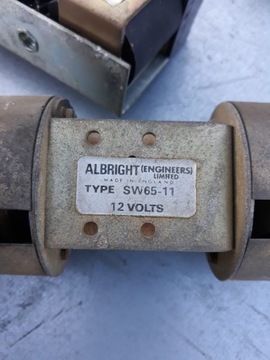 ALBRIGHT (ENGINEERS) LIMITED
MADE IN ENGLAND
TYPE SW65-11
12 VOLTS